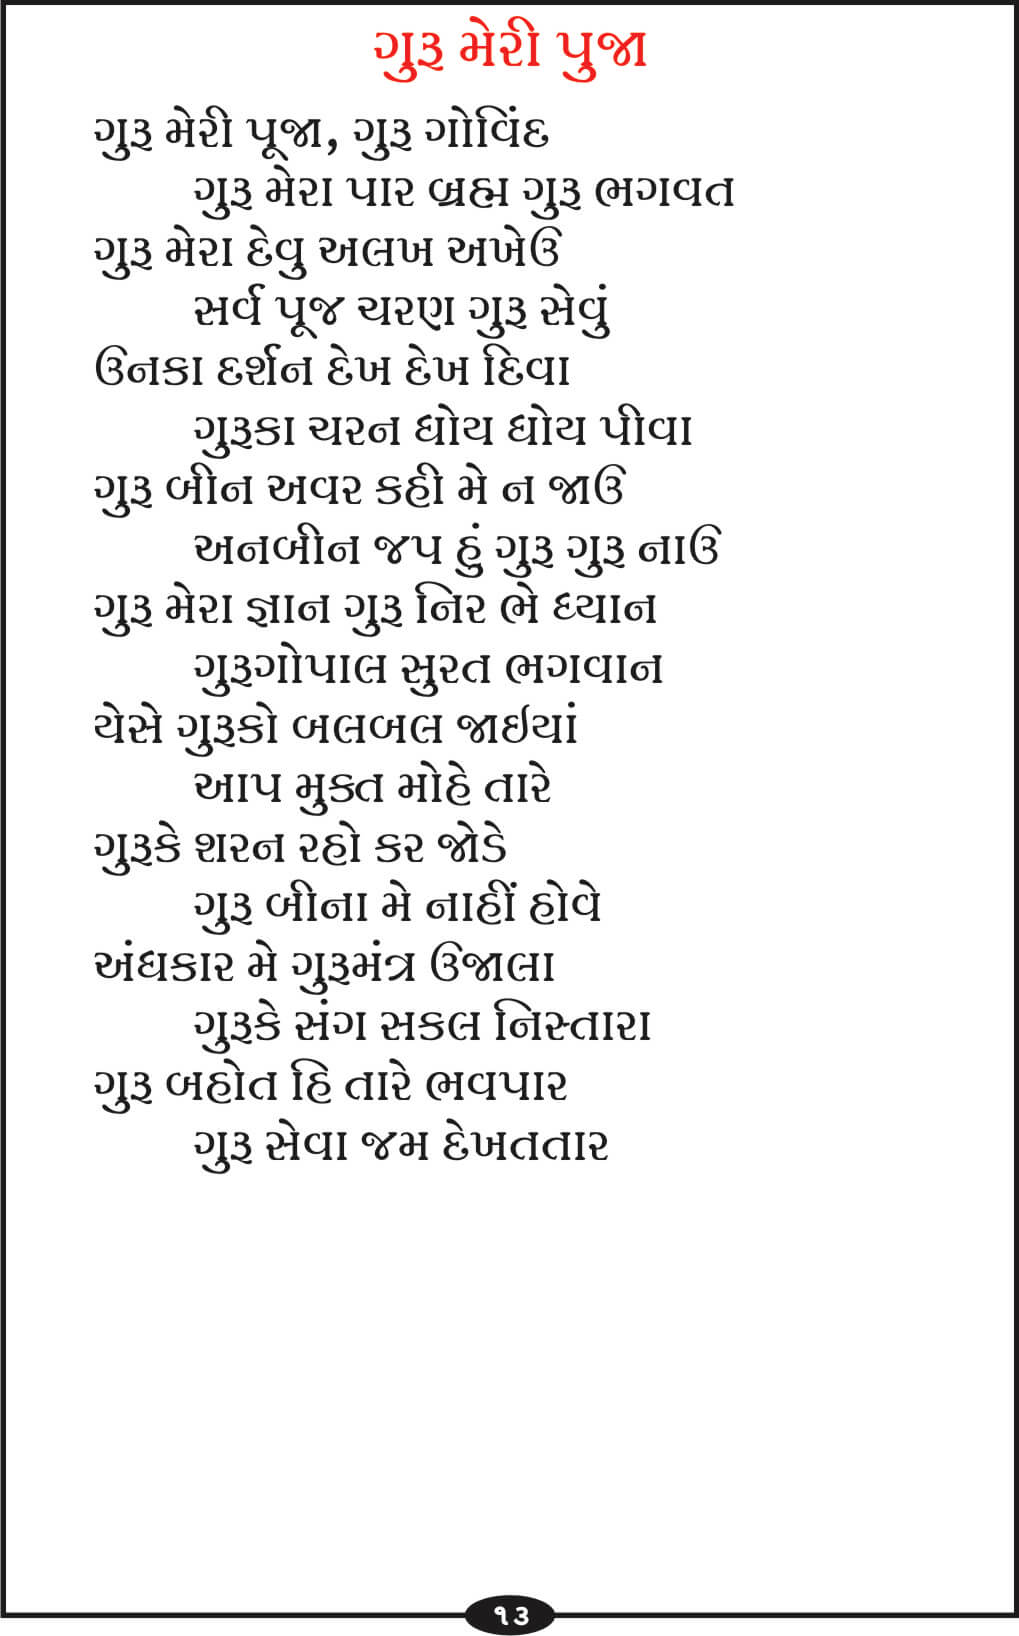 ગુરૂ મેરી પુજા
ગુરૂ મેરી પૂજા, ગુરૂ ગોવિંદ
ગુરૂ મેરા પાર બ્રહ્મ ગુરૂ ભગવત
ગુરૂ મેરા દેવુ અલખ અખેઉ
સર્વ પૂજ ચરણ ગુરૂ સેવું
ઉનકા દર્શન દેખ દેખ દિવા
ગુરૂકા ચરન ધોય ધોય પીવા
ગુરૂ બીન અવર કહી મે ન જાઉ
અનબીન જપ હું ગુરૂ ગુરૂ નાઉ
ગુરૂ મેરા જ્ઞાન ગુરૂ નિર ભે ધ્યાન
ગુરૂગોપાલ સુરત ભગવાન
યેસે ગુરૂકો બલબલ જાઈયાં
આપ મુક્ત મોહે તારે
ગુરૂકે શરન રહો કર જોડે
ગુરૂ બીના મે નાહીં હોવે
અંધકાર મે ગુરૂમંત્ર ઉજાલા
ગુરૂકે સંગ સકલ નિસ્તારા
ગુરૂ બહોત હિ તારે ભવપાર
ગુરૂ સેવા જમ દેખતતાર
૧૩